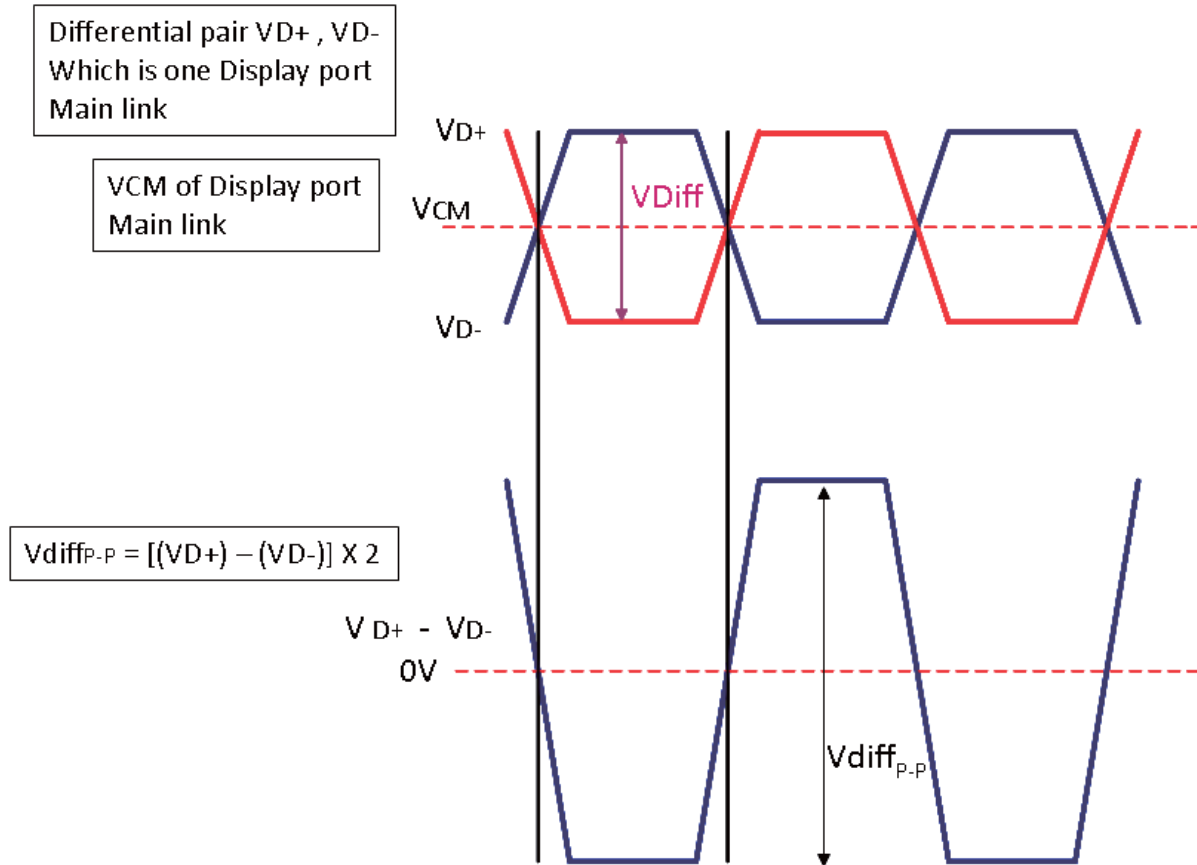 Differential pair VD+ , VD-
Which is one Display port
Main link
VCM of Display port
Main link
VD+
VDiff
VCM
VD-
VdiffP-P = [(VD+) – (VD-)] X 2
V D+ - VD-
0V
VdiffP-P